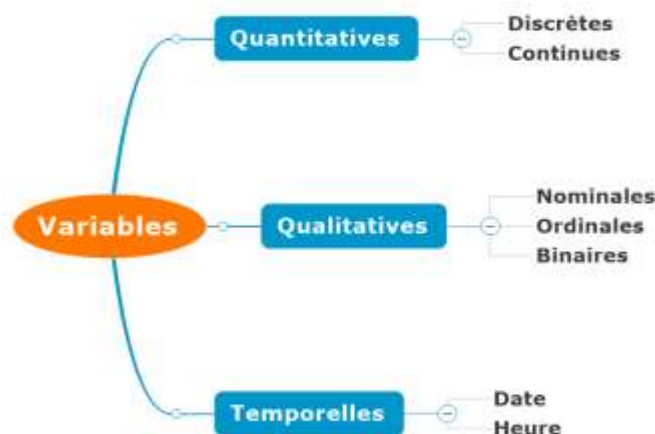 Quantitatives
Discrètes
Continues
Variables
Qualitatives
Nominales
Ordinales
Binaires
Temporelles
Date
Heure